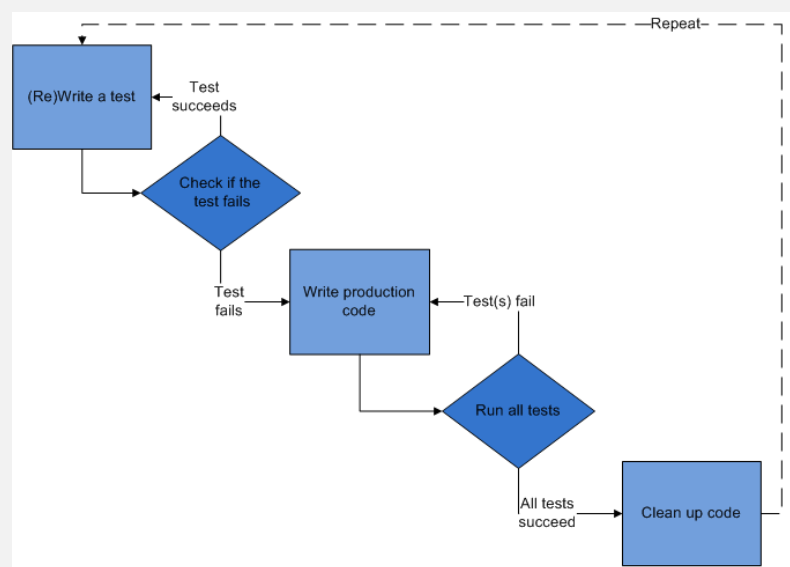 Repeat
(Re)Write a test
Test
succeeds
Check if the
test fails
Test
fails
Write production
code
Test(s) fail
Run all tests
All tests
succeed
Clean up code